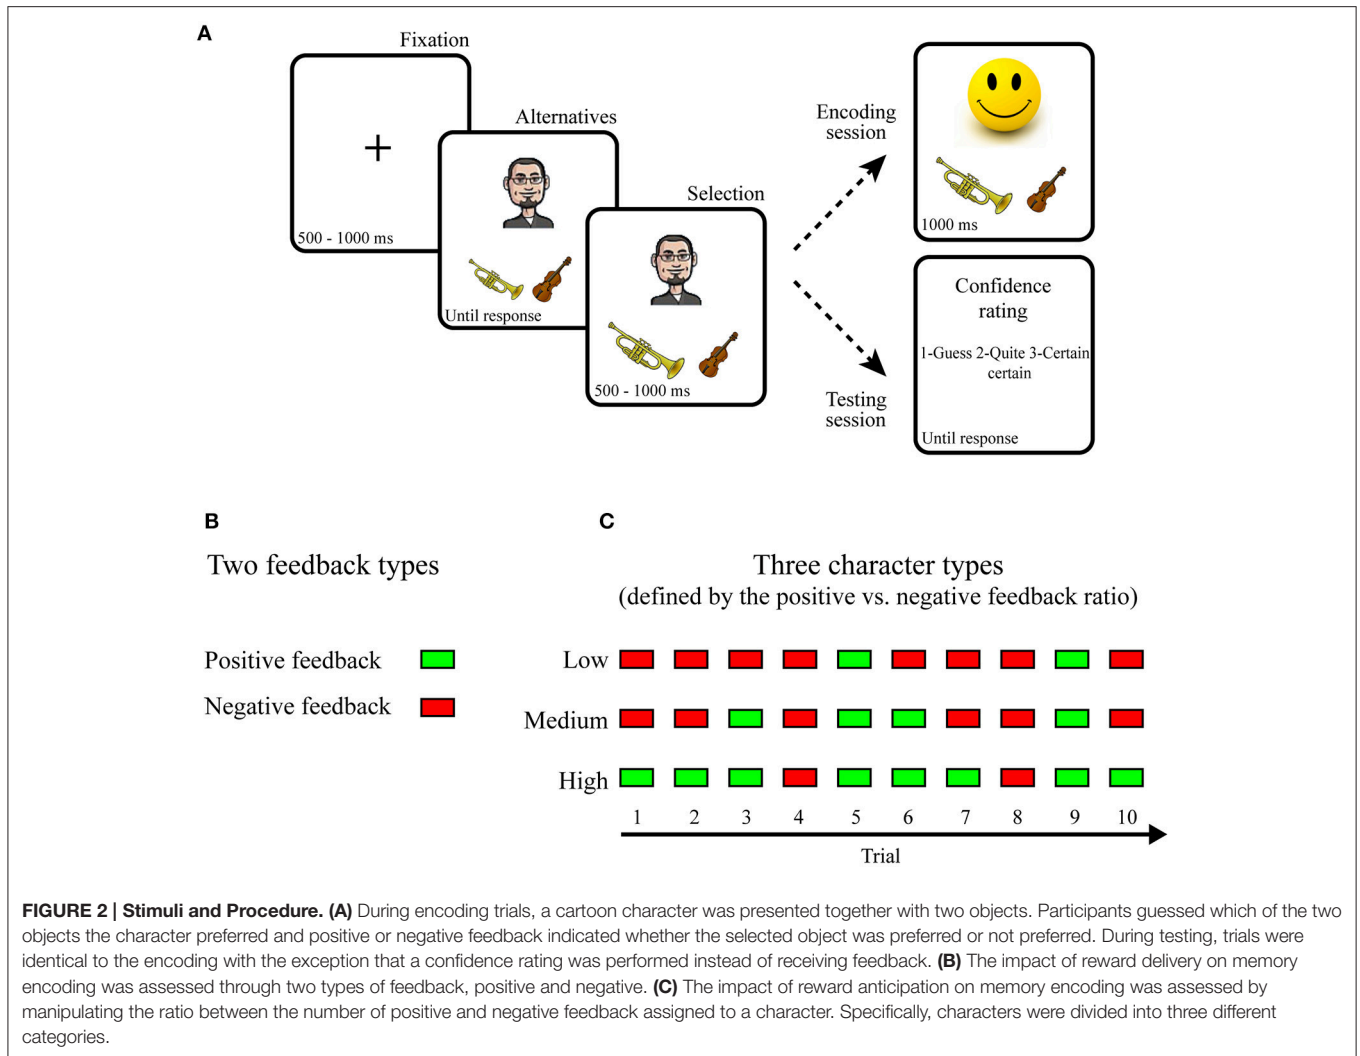 A
Fixation
500 - 1000 ms
Alternatives
Until response
Selection
500 - 1000 ms
Encoding
session
1000 ms
Testing
session
Confidence
rating
1-Guess 2-Quite 3-Certain
certain
Until response
B
Two feedback types
Positive feedback
Negative feedback
C
Three character types
(defined by the positive vs. negative feedback ratio)
Low
Medium
High
1 2 3 4 5 6 7 8 9 10
Trial
FIGURE 2 | Stimuli and Procedure. (A) During encoding trials, a cartoon character was presented together with two objects. Participants guessed which of the two
objects the character preferred and positive or negative feedback indicated whether the selected object was preferred or not preferred. During testing, trials were
identical to the encoding with the exception that a confidence rating was performed instead of receiving feedback. (B) The impact of reward delivery on memory
encoding was assessed through two types of feedback, positive and negative. (C) The impact of reward anticipation on memory encoding was assessed by
manipulating the ratio between the number of positive and negative feedback assigned to a character. Specifically, characters were divided into three different
categories.